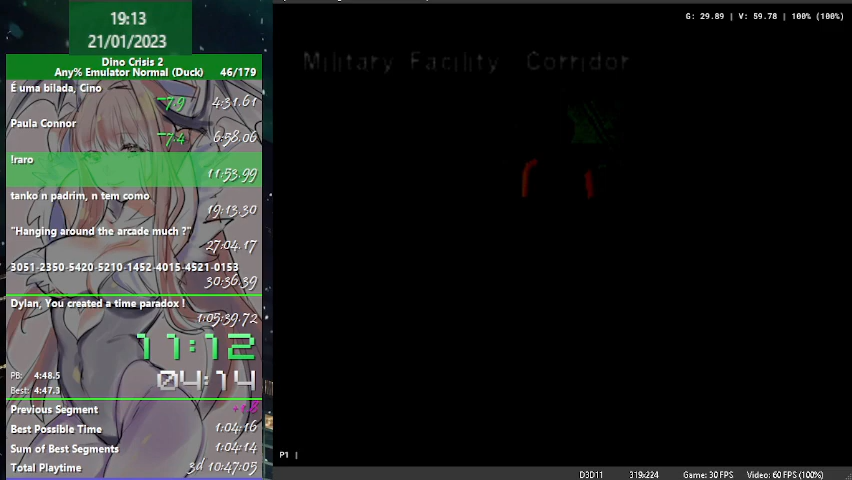 19:13
21/01/2023
Dino Crisis 2
Any% Emulator Normal (Duck) 46/179
É uma bilada, Cino
−7.9 4:31.61
Paula Connor
−7.4 6:58.06
!raro
11:53.99
tanko n padrim, n tem como
19:13.30
"Hanging around the arcade much ?"
27:04.17
3051-2350-5420-5210-1452-4015-4521-0153
30:36.39
Dylan, You created a time paradox !
1:05:39.72
11:12
PB: 4:48.5
04:14
Best: 4:47.3
Previous Segment +1.8
Best Possible Time 1:04:16
Sum of Best Segments 1:04:14
Total Playtime 3d 10:47:05
G: 29.89 | V: 59.78 | 100% (100%)
Military Facility Corridor
P1 |
D3D11 319x224 Game: 30 FPS Video: 60 FPS (100%)